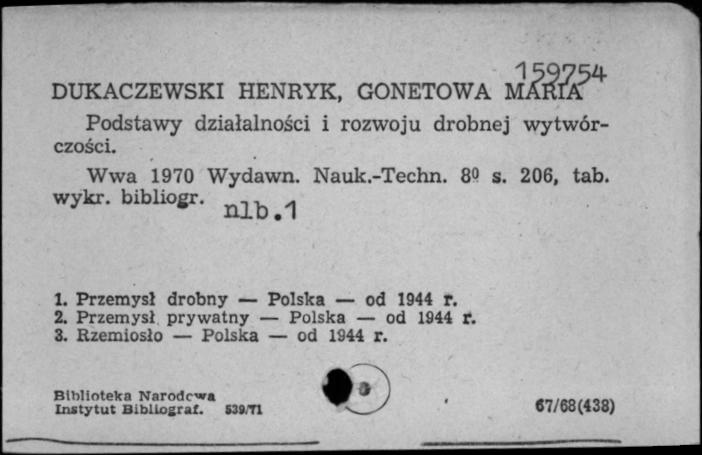 159754
DUKACZEWSKI HENRYK, GONETOWA MARIA
Podstawy działalności i rozwoju drobnej wytwór-
czości.
Wwa 1970 Wydawn. Nauk.-Techn. 8º s. 206, tab.
wykr. bibliogr. nlb.1
1. Przemysł drobny — Polska — od 1944 r.
2. Przemysł prywatny — Polska — od 1944 r.
3. Rzemiosło — Polska — od 1944 r.
Biblioteka Narodowa
Instytut Bibliograf. 539/71 67/68(438)